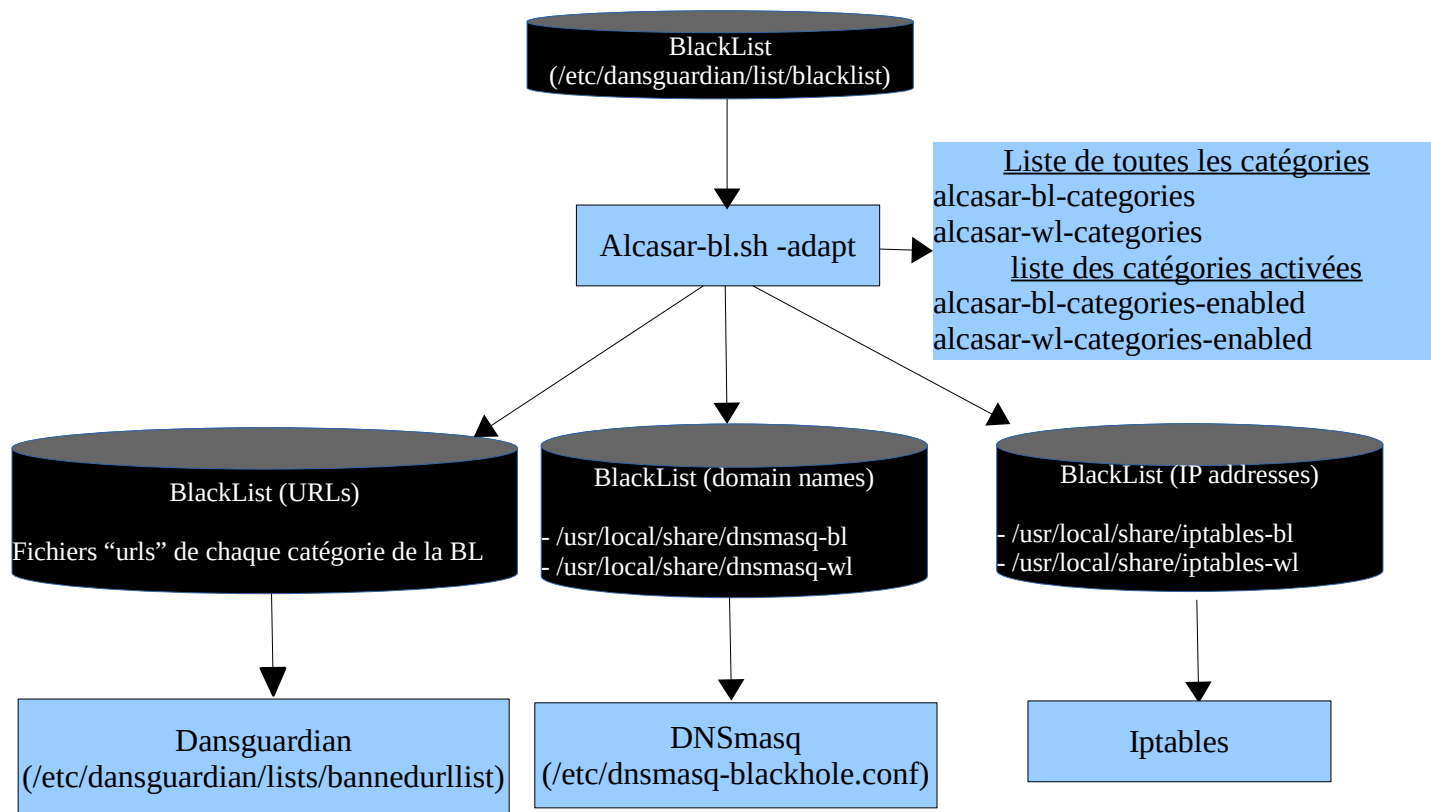 BlackList
(/etc/dansguardian/list/blacklist)
Alcasar-bl.sh -adapt
Liste de toutes les catégories
alcasar-bl-categories
alcasar-wl-categories
liste des catégories activées
alcasar-bl-categories-enabled
alcasar-wl-categories-enabled
BlackList (URLs)
Fichiers “urls” de chaque catégorie de la BL
BlackList (domain names)
- /usr/local/share/dnsmasq-bl
- /usr/local/share/dnsmasq-wl
BlackList (IP addresses)
- /usr/local/share/iptables-bl
- /usr/local/share/iptables-wl
Dansguardian
(/etc/dansguardian/lists/bannedurllist)
DNSmasq
(/etc/dnsmasq-blackhole.conf)
Iptables